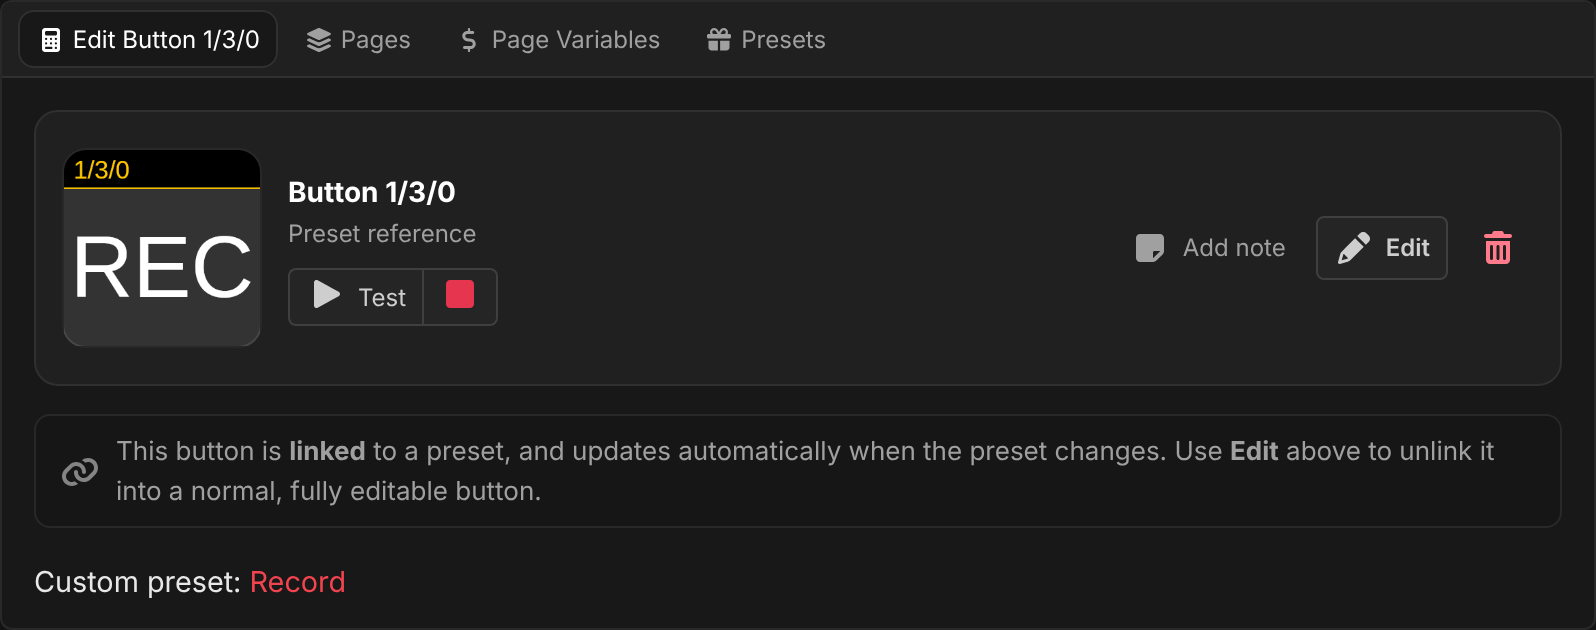 Edit Button 1/3/0
Pages
Page Variables
Presets
1/3/0
REC
Button 1/3/0
Preset reference
Test
Add note
Edit
This button is linked to a preset, and updates automatically when the preset changes. Use Edit above to unlink it
into a normal, fully editable button.
Custom preset: Record